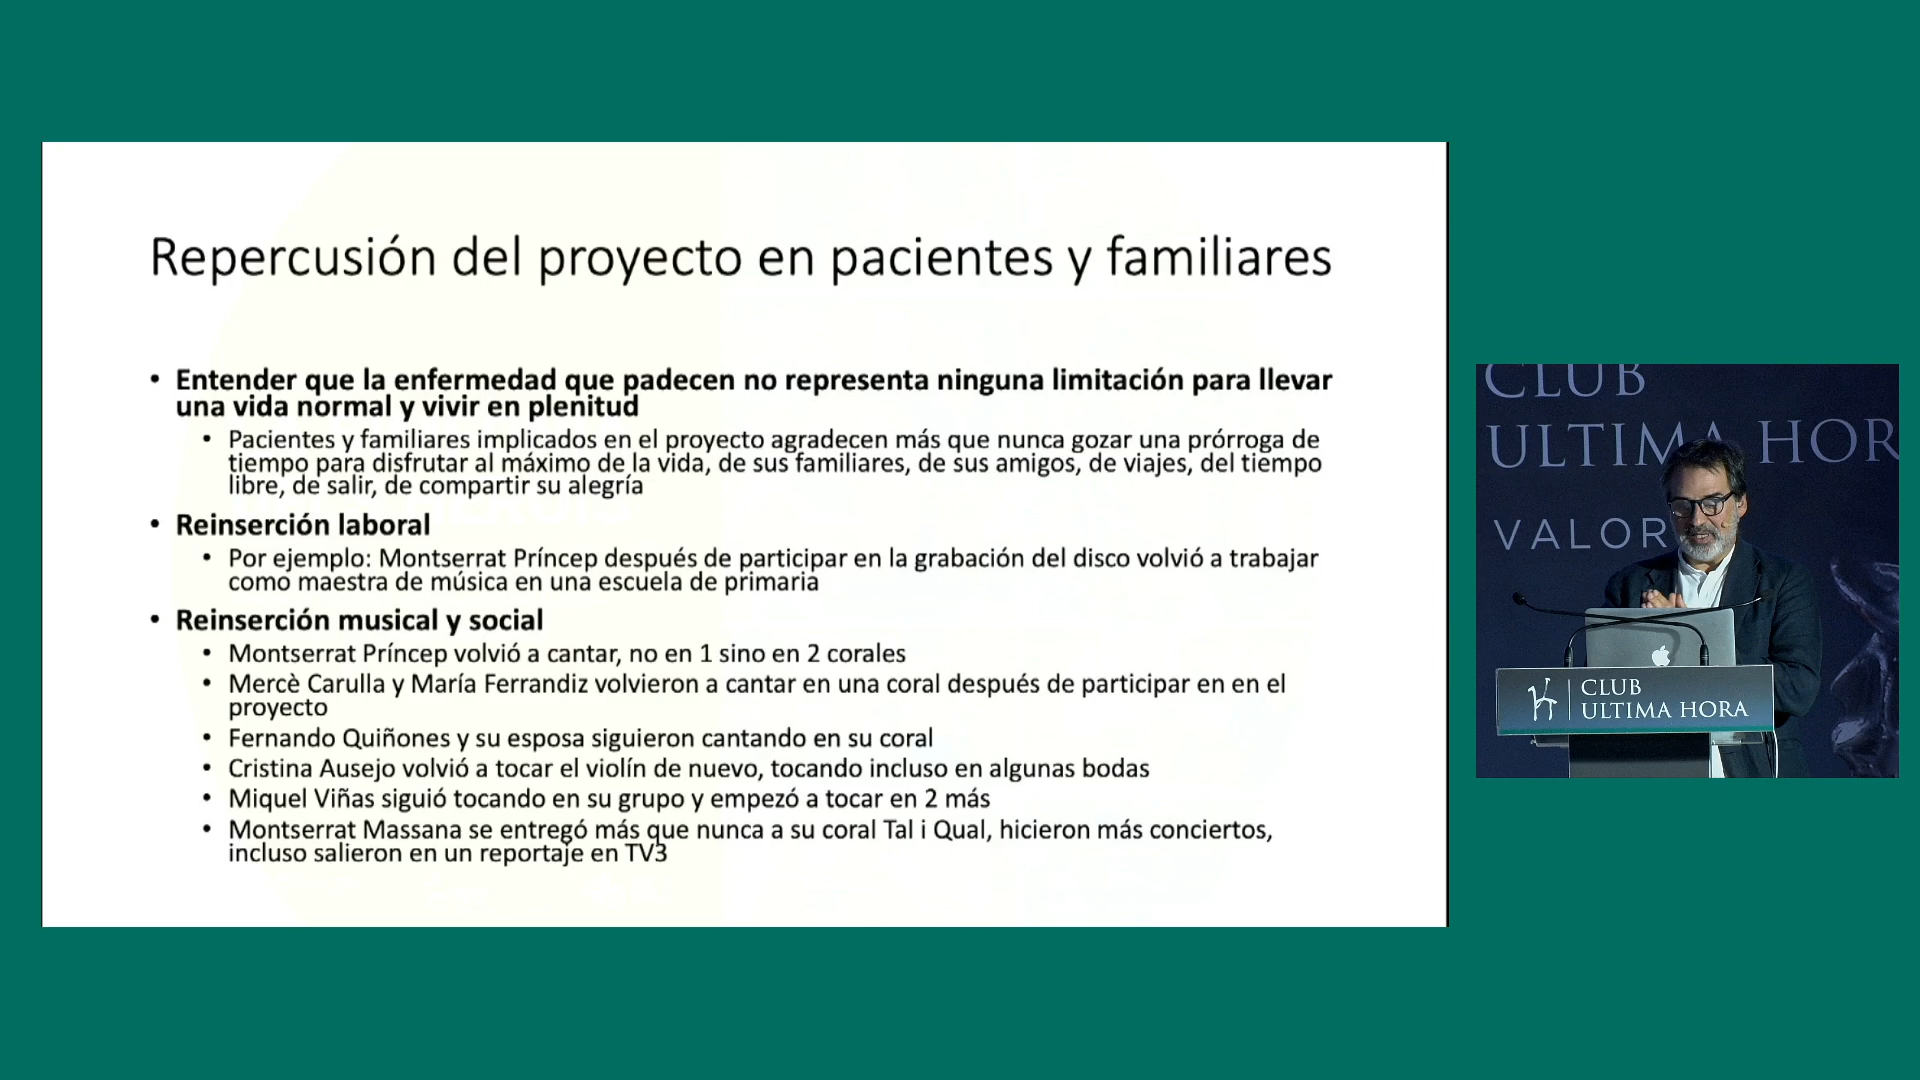 Repercusión del proyecto en pacientes y familiares
• Entender que la enfermedad que padecen no representa ninguna limitación para llevar
una vida normal y vivir en plenitud
• Pacientes y familiares implicados en el proyecto agradecen más que nunca gozar una prórroga de
tiempo para disfrutar al máximo de la vida, de sus familiares, de sus amigos, de viajes, del tiempo
libre, de salir, de compartir su alegría
• Reinserción laboral
• Por ejemplo: Montserrat Príncep después de participar en la grabación del disco volvió a trabajar
como maestra de música en una escuela de primaria
• Reinserción musical y social
• Montserrat Príncep volvió a cantar, no en 1 sino en 2 corales
• Mercè Carulla y María Ferrandiz volvieron a cantar en una coral después de participar en en el
proyecto
• Fernando Quiñones y su esposa siguieron cantando en su coral
• Cristina Ausejo volvió a tocar el violín de nuevo, tocando incluso en algunas bodas
• Miquel Viñas siguió tocando en su grupo y empezó a tocar en 2 más
• Montserrat Massana se entregó más que nunca a su coral Tal i Qual, hicieron más conciertos,
incluso salieron en un reportaje en TV3
CLUB
ULTIMA HOR
VALOR
CLUB
ULTIMA HORA